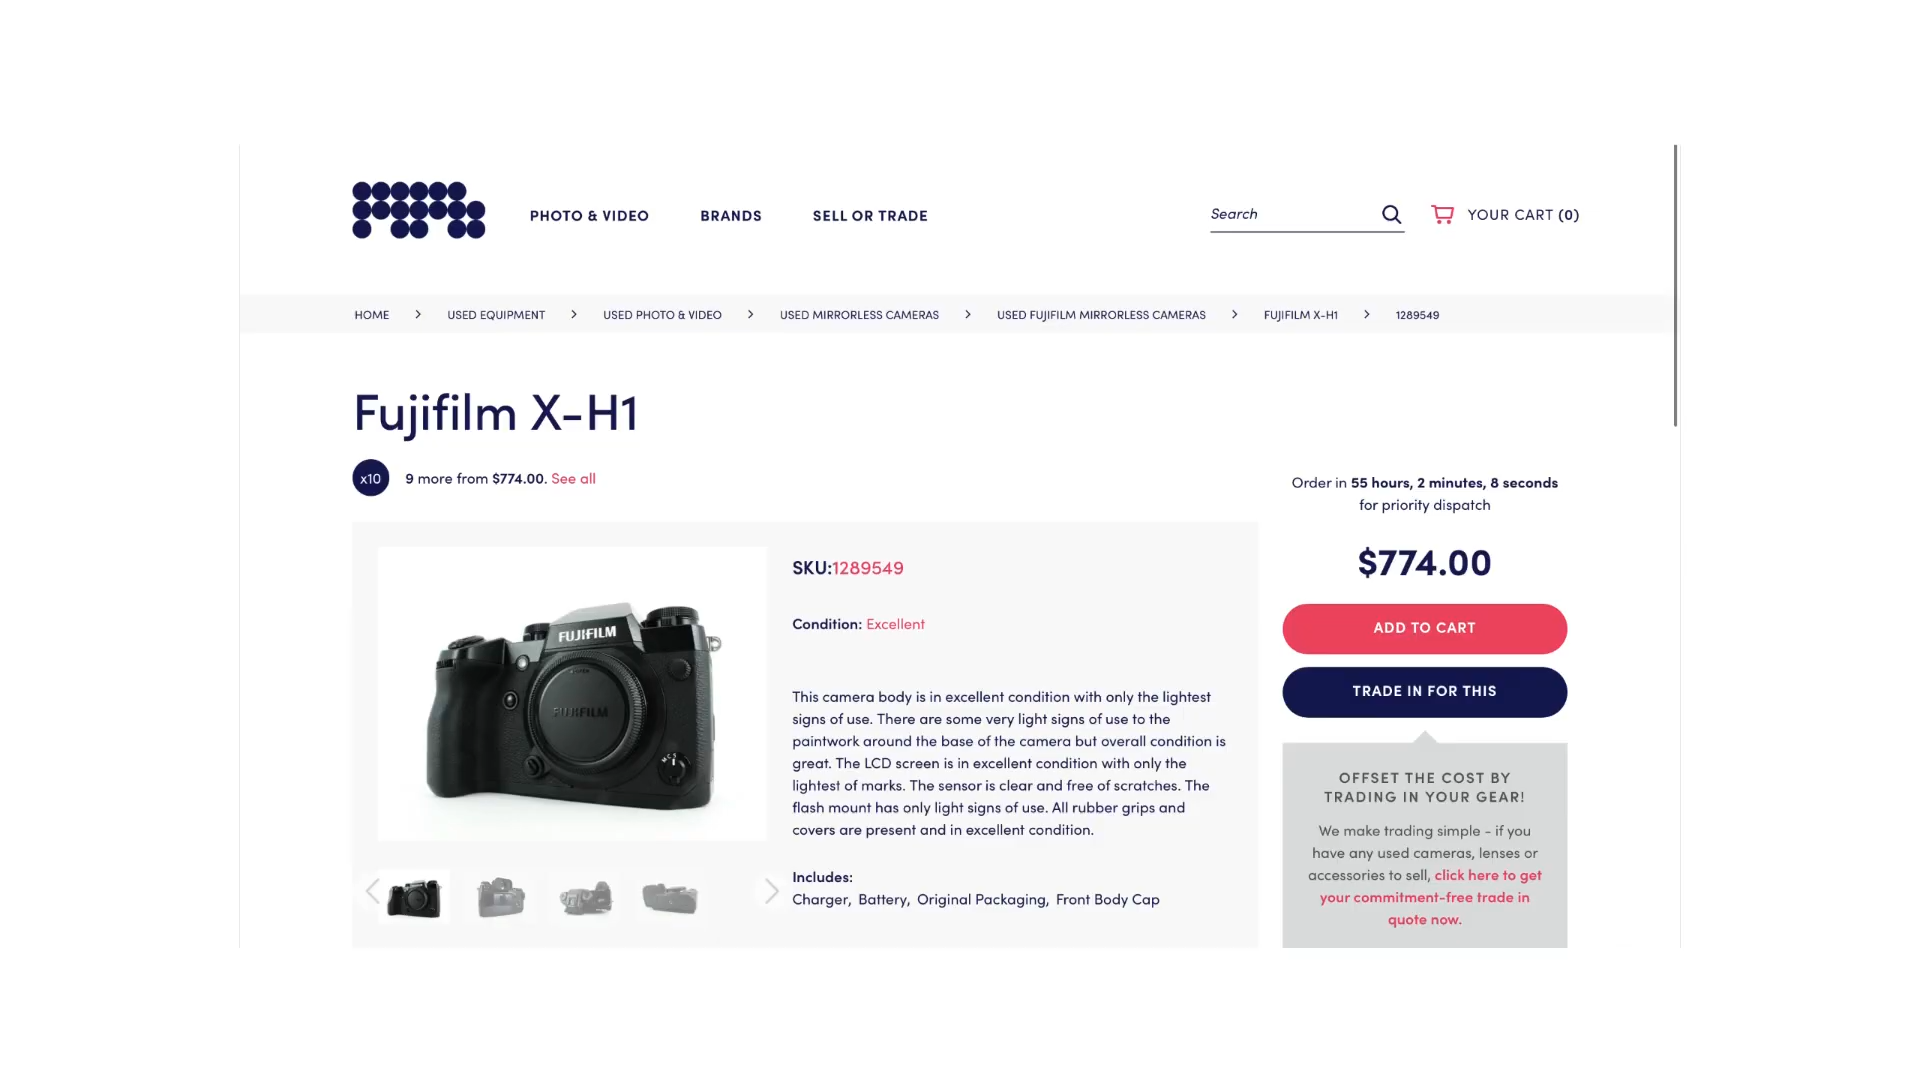 PHOTO & VIDEO
BRANDS
SELL OR TRADE
Search
YOUR CART (0)
HOME > USED EQUIPMENT > USED PHOTO & VIDEO > USED MIRRORLESS CAMERAS > USED FUJIFILM MIRRORLESS CAMERAS > FUJIFILM X-H1 > 1289549
Fujifilm X-H1
x10
9 more from $774.00. See all
Order in 55 hours, 2 minutes, 8 seconds
for priority dispatch
$774.00
ADD TO CART
TRADE IN FOR THIS
OFFSET THE COST BY
TRADING IN YOUR GEAR!
We make trading simple - if you
have any used cameras, lenses or
accessories to sell, click here to get
your commitment-free trade in
quote now.
FUJIFILM
FUJIFILM
SKU:1289549
Condition: Excellent
This camera body is in excellent condition with only the lightest
signs of use. There are some very light signs of use to the
paintwork around the base of the camera but overall condition is
great. The LCD screen is in excellent condition with only the
lightest of marks. The sensor is clear and free of scratches. The
flash mount has only light signs of use. All rubber grips and
covers are present and in excellent condition.
Includes:
Charger, Battery, Original Packaging, Front Body Cap